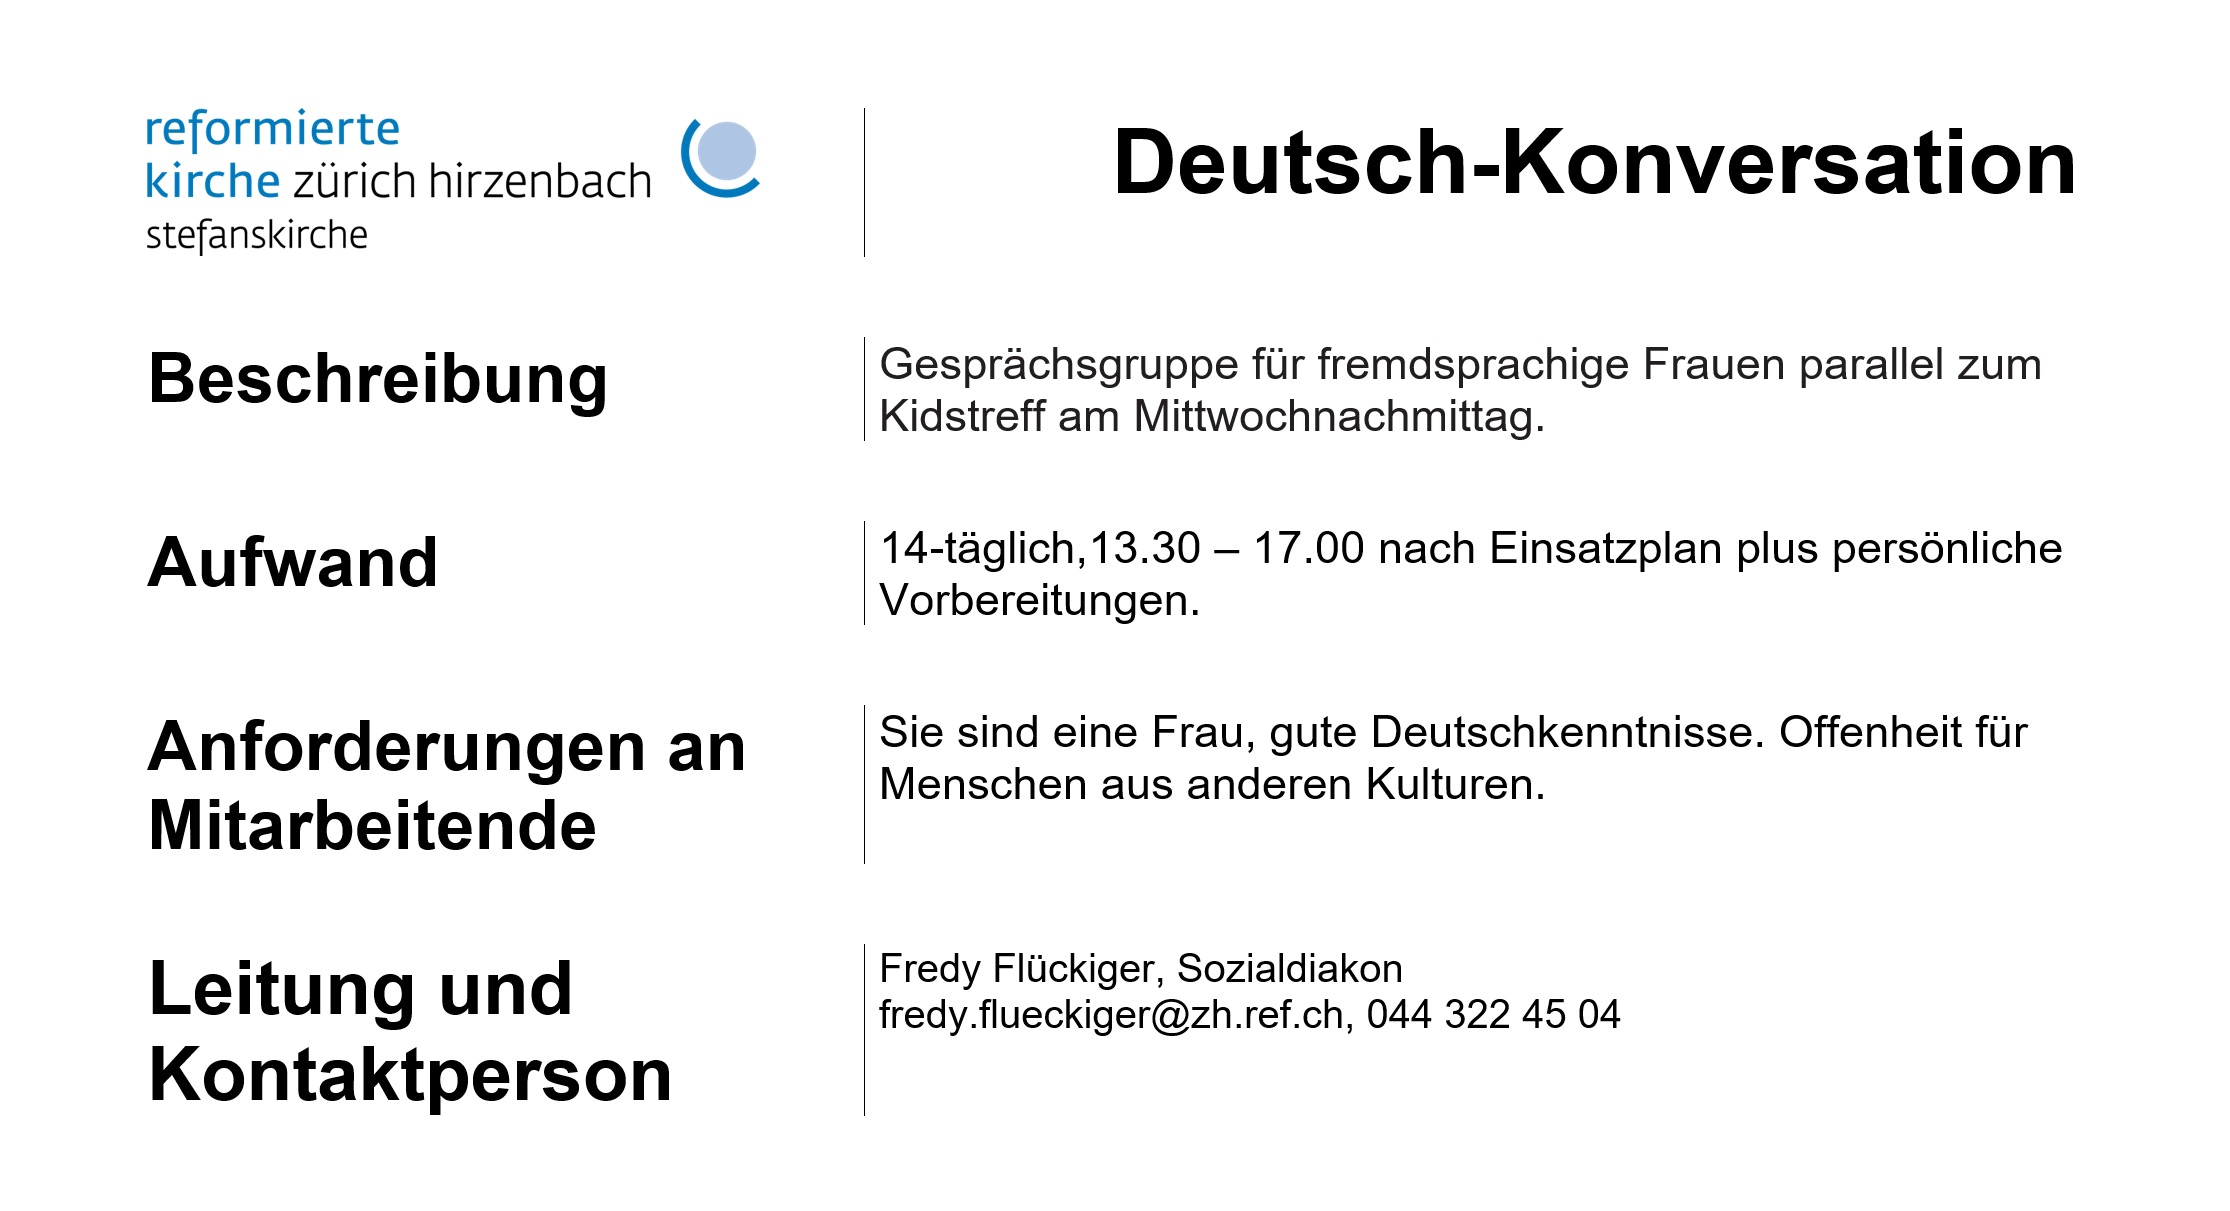 reformierte
kirche zürich hirzenbach
stefanskirche
Deutsch-Konversation
Beschreibung
Gesprächsgruppe für fremdsprachige Frauen parallel zum
Kidstreff am Mittwochnachmittag.
Aufwand
14-täglich,13.30 – 17.00 nach Einsatzplan plus persönliche
Vorbereitungen.
Anforderungen an
Mitarbeitende
Sie sind eine Frau, gute Deutschkenntnisse. Offenheit für
Menschen aus anderen Kulturen.
Leitung und
Kontaktperson
Fredy Flückiger, Sozialdiakon
fredy.flueckiger@zh.ref.ch, 044 322 45 04